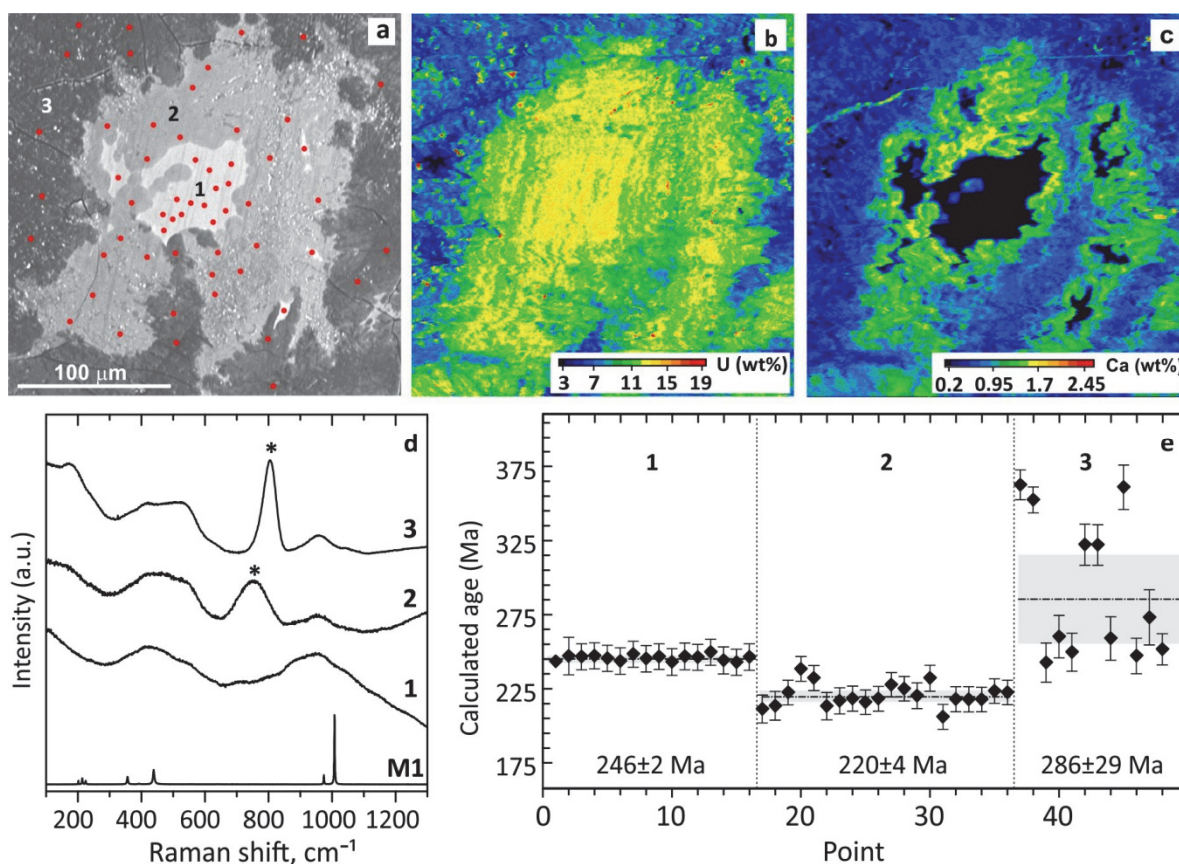 a
3
2
1
100 μm
b
3 7 11 15 19
U (wt%)
c
0.2 0.95 1.7 2.45
Ca (wt%)
d
*
3
*
2
1
M1
Intensity (a.u.)
200 400 600 800 1000 1200
Raman shift, cm⁻¹
1 2 3 e
375
325
275
225
175
Calculated age (Ma)
246±2 Ma 220±4 Ma 286±29 Ma
0 10 20 30 40
Point